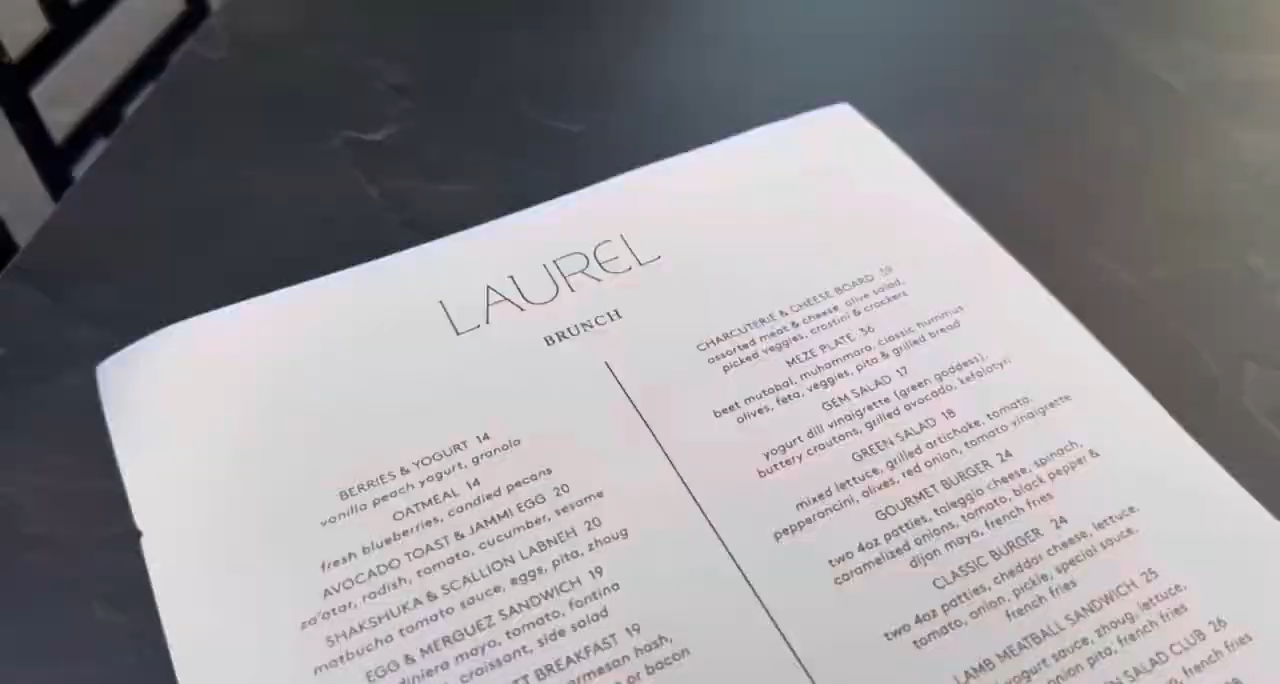 LAUREL
BRUNCH
BERRIES & YOGURT 14
vanilla peach yogurt, granola
OATMEAL 14
fresh blueberries, candied pecans
AVOCADO TOAST & JAMMI EGG 20
za'atar, radish, tomato, cucumber, sesame
SHAKSHUKA & SCALLION LABNEH 20
matbucha tomato sauce, eggs, pita, zhoug
EGG & MERGUEZ SANDWICH 19
mayo, tomato, fontina
croissant, side salad
BREAKFAST 19
hash,
or bacon
CHARCUTERIE & CHEESE BOARD
assorted meat & cheese, olive salad,
picked veggies, crostini & crackers
MEZE PLATE 36
beet mutabal, muhammara, classic hummus
olives, feta, veggies, pita & grilled bread
GEM SALAD 17
yogurt dill vinaigrette (green goddess),
buttery croutons, grilled avocado, kefalotyri
GREEN SALAD 18
mixed lettuce, grilled artichoke, tomato,
pepperoncini, olives, red onion, tomato vinaigrette
GOURMET BURGER 24
two 4oz patties, taleggio cheese, spinach,
caramelized onions, tomato, black pepper &
dijon mayo, french fries
CLASSIC BURGER 24
two 4oz patties, cheddar cheese, lettuce,
tomato, onion, pickle, special sauce,
french fries
LAMB MEATBALL SANDWICH 25
yogurt sauce, zhoug, lettuce,
onion pita, french fries
SALAD CLUB 26
french fries